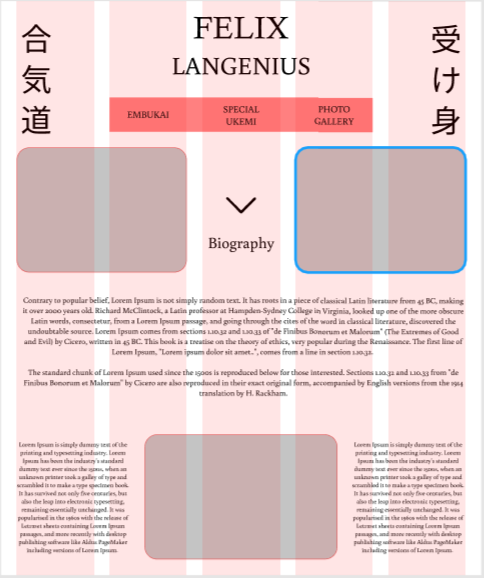 合
気
道
FELIX
LANGENIUS
受
け
身
EMBUKAI
SPECIAL
UKEMI
PHOTO
GALLERY
Biography
Contrary to popular belief, Lorem Ipsum is not simply random text. It has roots in a piece of classical Latin literature from 45 BC, making
it over 2000 years old. Richard McClintock, a Latin professor at Hampden-Sydney College in Virginia, looked up one of the more obscure
Latin words, consectetur, from a Lorem Ipsum passage, and going through the cites of the word in classical literature, discovered the
undoubtable source. Lorem Ipsum comes from sections 1.10.32 and 1.10.33 of "de Finibus Bonorum et Malorum" (The Extremes of Good
and Evil) by Cicero, written in 45 BC. This book is a treatise on the theory of ethics, very popular during the Renaissance. The first line of
Lorem Ipsum, "Lorem ipsum dolor sit amet..", comes from a line in section 1.10.32.
The standard chunk of Lorem Ipsum used since the 1500s is reproduced below for those interested. Sections 1.10.32 and 1.10.33 from "de
Finibus Bonorum et Malorum" by Cicero are also reproduced in their exact original form, accompanied by English versions from the 1914
translation by H. Rackham.
Lorem Ipsum is simply dummy text of the
printing and typesetting industry. Lorem
Ipsum has been the industry's standard
dummy text ever since the 1500s, when an
unknown printer took a galley of type and
scrambled it to make a type specimen book.
It has survived not only five centuries, but
also the leap into electronic typesetting,
remaining essentially unchanged. It was
popularised in the 1960s with the release of
Letraset sheets containing Lorem Ipsum
passages, and more recently with desktop
publishing software like Aldus PageMaker
including versions of Lorem Ipsum.
Lorem Ipsum is simply dummy text of the
printing and typesetting industry. Lorem
Ipsum has been the industry's standard
dummy text ever since the 1500s, when an
unknown printer took a galley of type and
scrambled it to make a type specimen book.
It has survived not only five centuries, but
also the leap into electronic typesetting,
remaining essentially unchanged. It was
popularised in the 1960s with the release of
Letraset sheets containing Lorem Ipsum
passages, and more recently with desktop
publishing software like Aldus PageMaker
including versions of Lorem Ipsum.